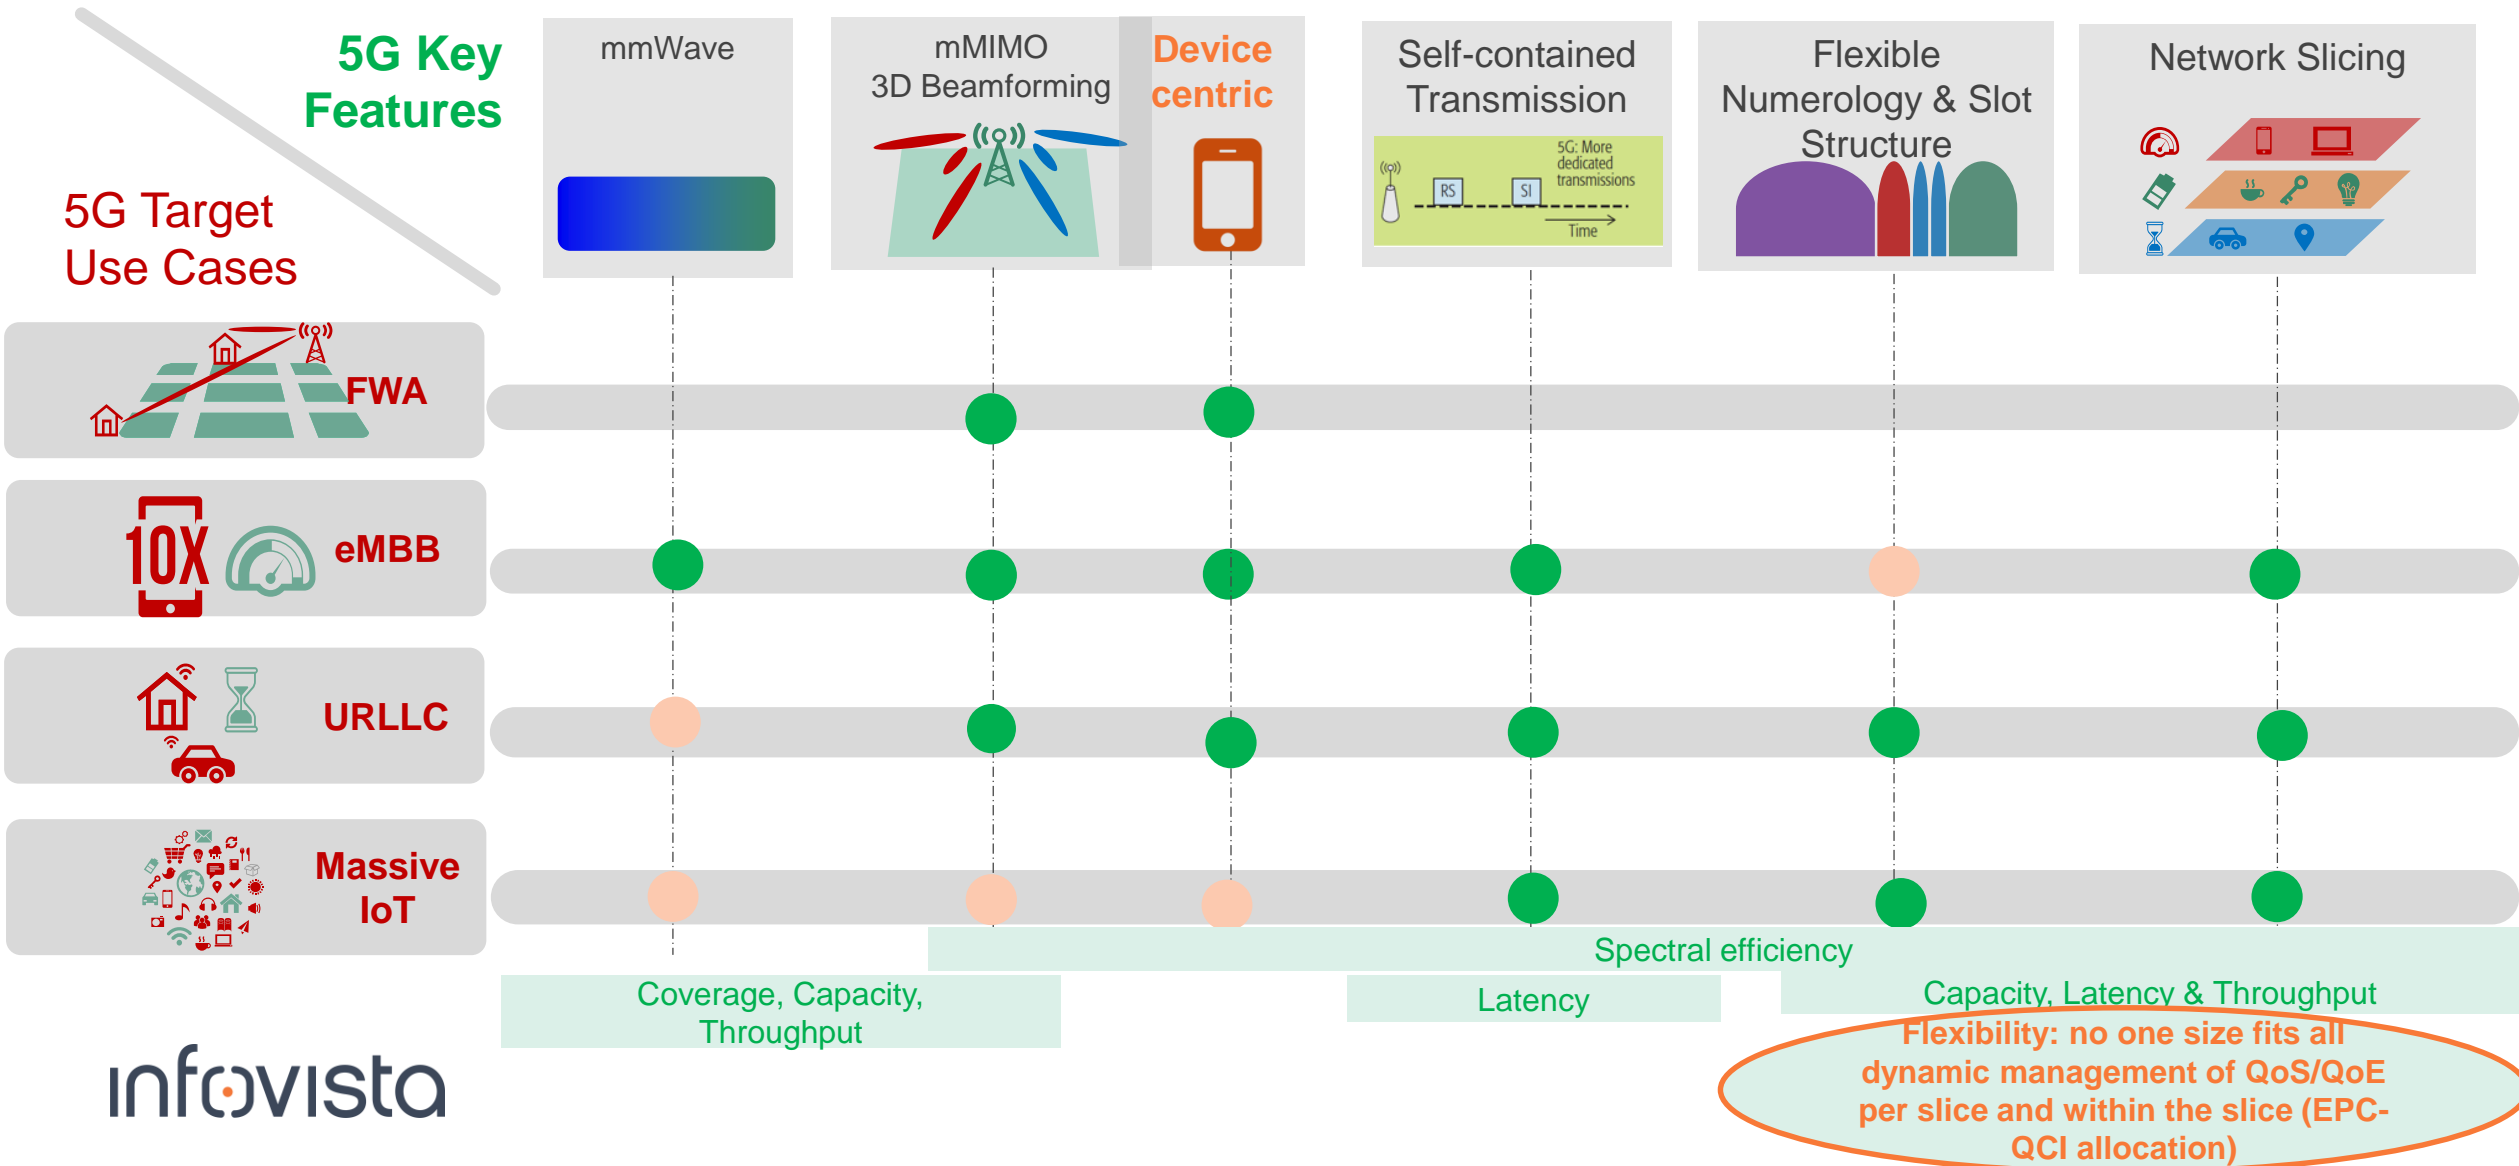 5G Key
Features
5G Target
Use Cases
mmWave
mMIMO
3D Beamforming
Device
centric
Self-contained
Transmission
5G: More
dedicated
transmissions
RS
SI
Time
Flexible
Numerology & Slot
Structure
Network Slicing
FWA
10X
eMBB
URLLC
Massive
IoT
Spectral efficiency
Coverage, Capacity,
Throughput
Latency
Capacity, Latency & Throughput
Flexibility: no one size fits all
dynamic management of QoS/QoE
per slice and within the slice (EPC-
QCI allocation)
infovista